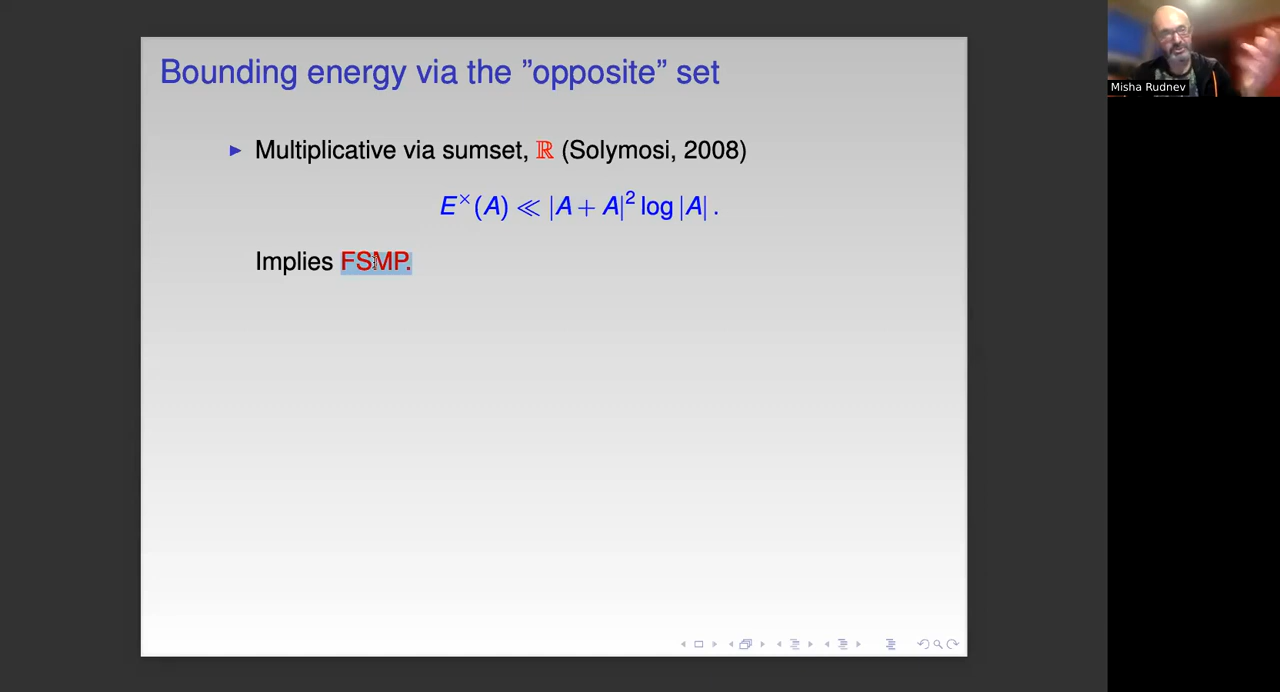 Bounding energy via the ”opposite” set
▶ Multiplicative via sumset, ℝ (Solymosi, 2008)
E×(A) ≪ |A + A|² log |A| .
Implies FSMP.
Misha Rudnev